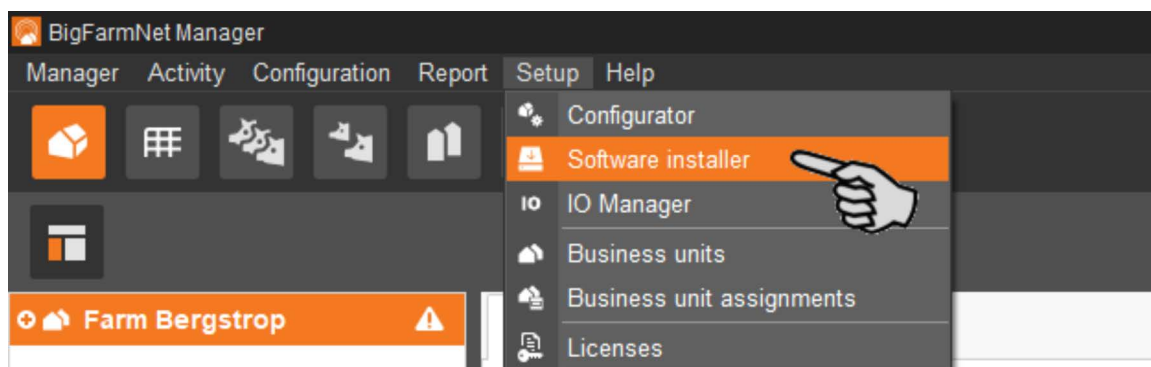 BigFarmNet Manager
Manager Activity Configuration Report Setup Help
Configurator
Software installer
IO IO Manager
Business units
Business unit assignments
Farm Bergstrop
Licenses